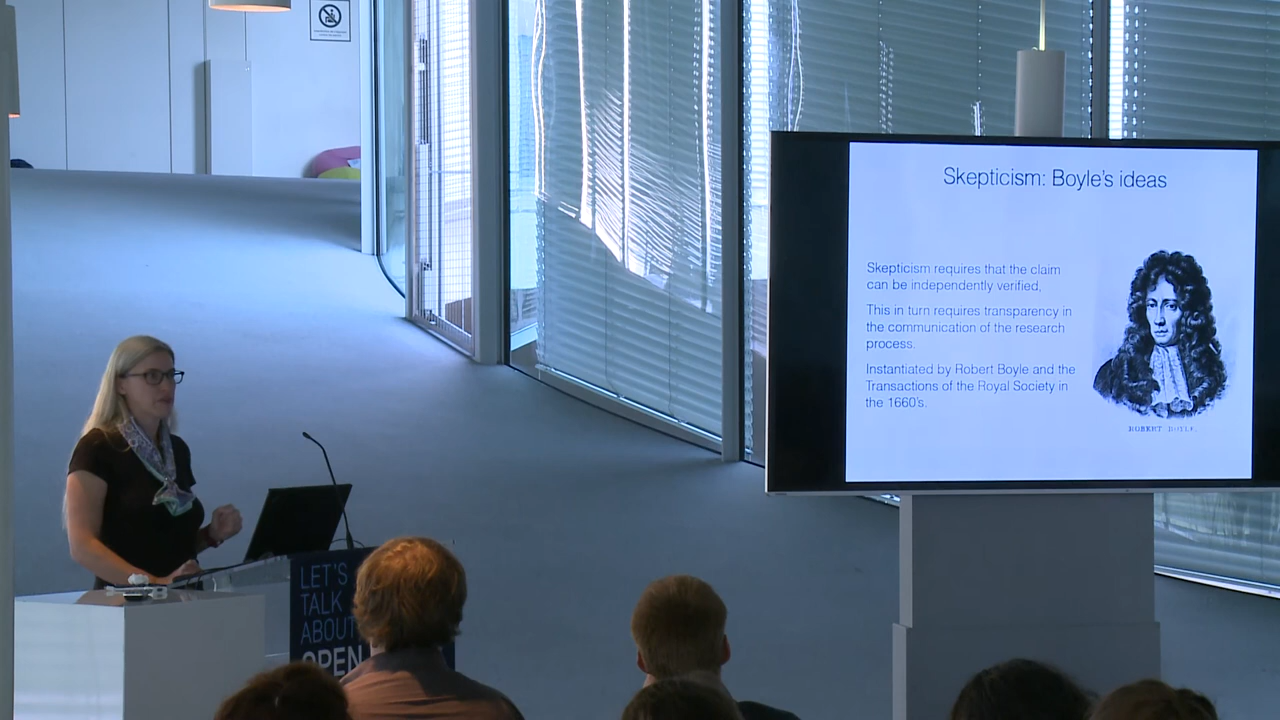 Skepticism: Boyle's ideas
Skepticism requires that the claim
can be independently verified,
This in turn requires transparency in
the communication of the research
process.
Instantiated by Robert Boyle and the
Transactions of the Royal Society in
the 1660's.
ROBERT BOYLE.
LET'S
TALK
ABOUT
OPEN